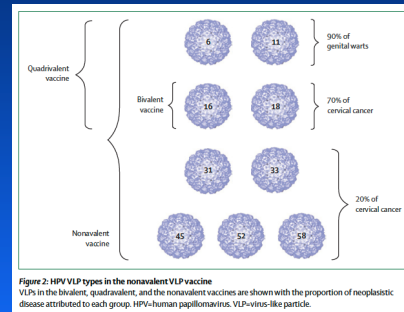 6
11
90% of
genital warts
Quadrivalent
vaccine
Bivalent
vaccine
16
18
70% of
cervical cancer
31
33
20% of
cervical cancer
Nonavalent
vaccine
45
52
58
Figure 2: HPV VLP types in the nonavalent VLP vaccine
VLPs in the bivalent, quadravalent, and the nonavalent vaccines are shown with the proportion of neoplasistic
disease attributed to each group. HPV=human papillomavirus. VLP=virus-like particle.